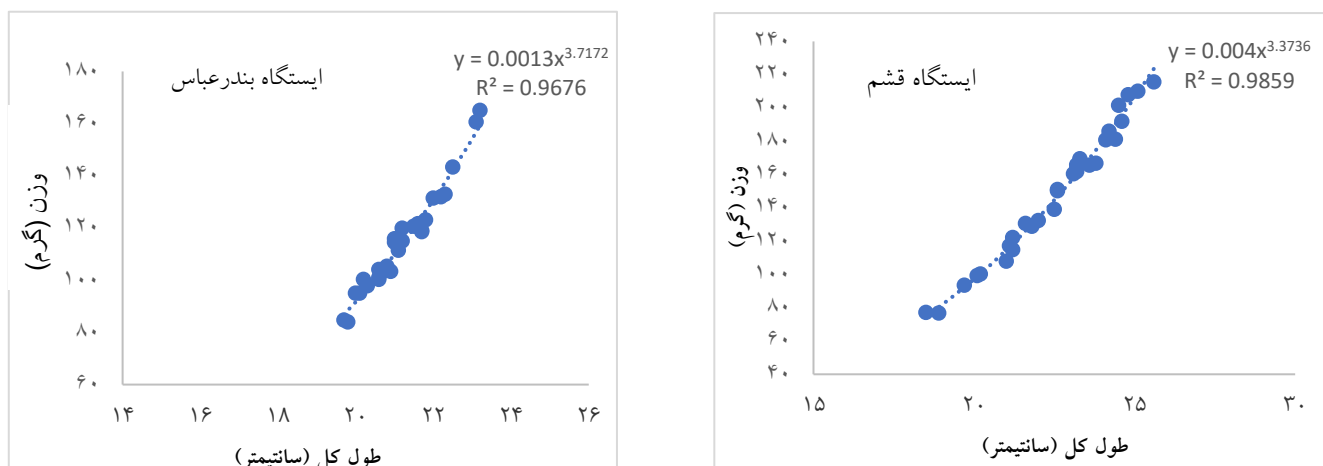 y = 0.0013x^3.7172
R² = 0.9676
ایستگاه بندرعباس
۱۸۰
۱۶۰
۱۴۰
۱۲۰
۱۰۰
۸۰
۶۰
وزن (گرم)
۱۴ ۱۶ ۱۸ ۲۰ ۲۲ ۲۴ ۲۶
طول کل (سانتیمتر)
y = 0.004x^3.3736
R² = 0.9859
ایستگاه قشم
۲۴۰
۲۲۰
۲۰۰
۱۸۰
۱۶۰
۱۴۰
۱۲۰
۱۰۰
۸۰
۶۰
۴۰
وزن (گرم)
۱۵ ۲۰ ۲۵ ۳۰
طول کل (سانتیمتر)